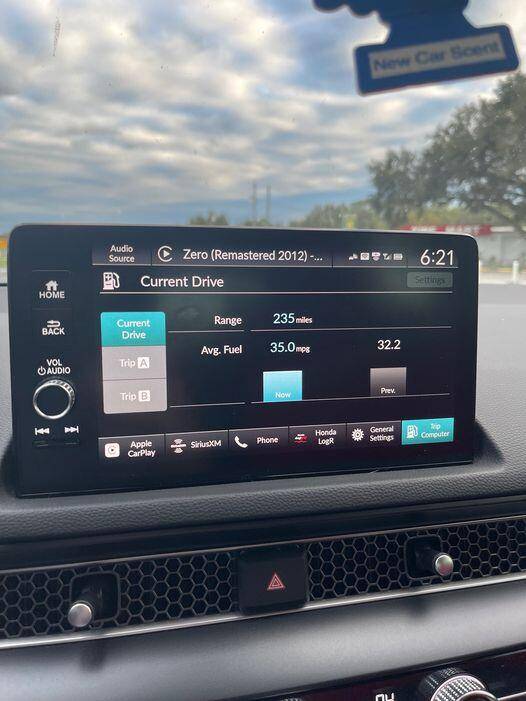 New Car Scent
Audio
Source
Zero (Remastered 2012) -...
6:21
HOME
Current Drive
Settings
BACK
Current
Drive
Range
235 miles
Trip A
Avg. Fuel
35.0 mpg
32.2
VOL
AUDIO
Trip B
Now
Prev.
Apple
CarPlay
SiriusXM
Phone
Honda
LogR
General
Settings
Trip
Computer